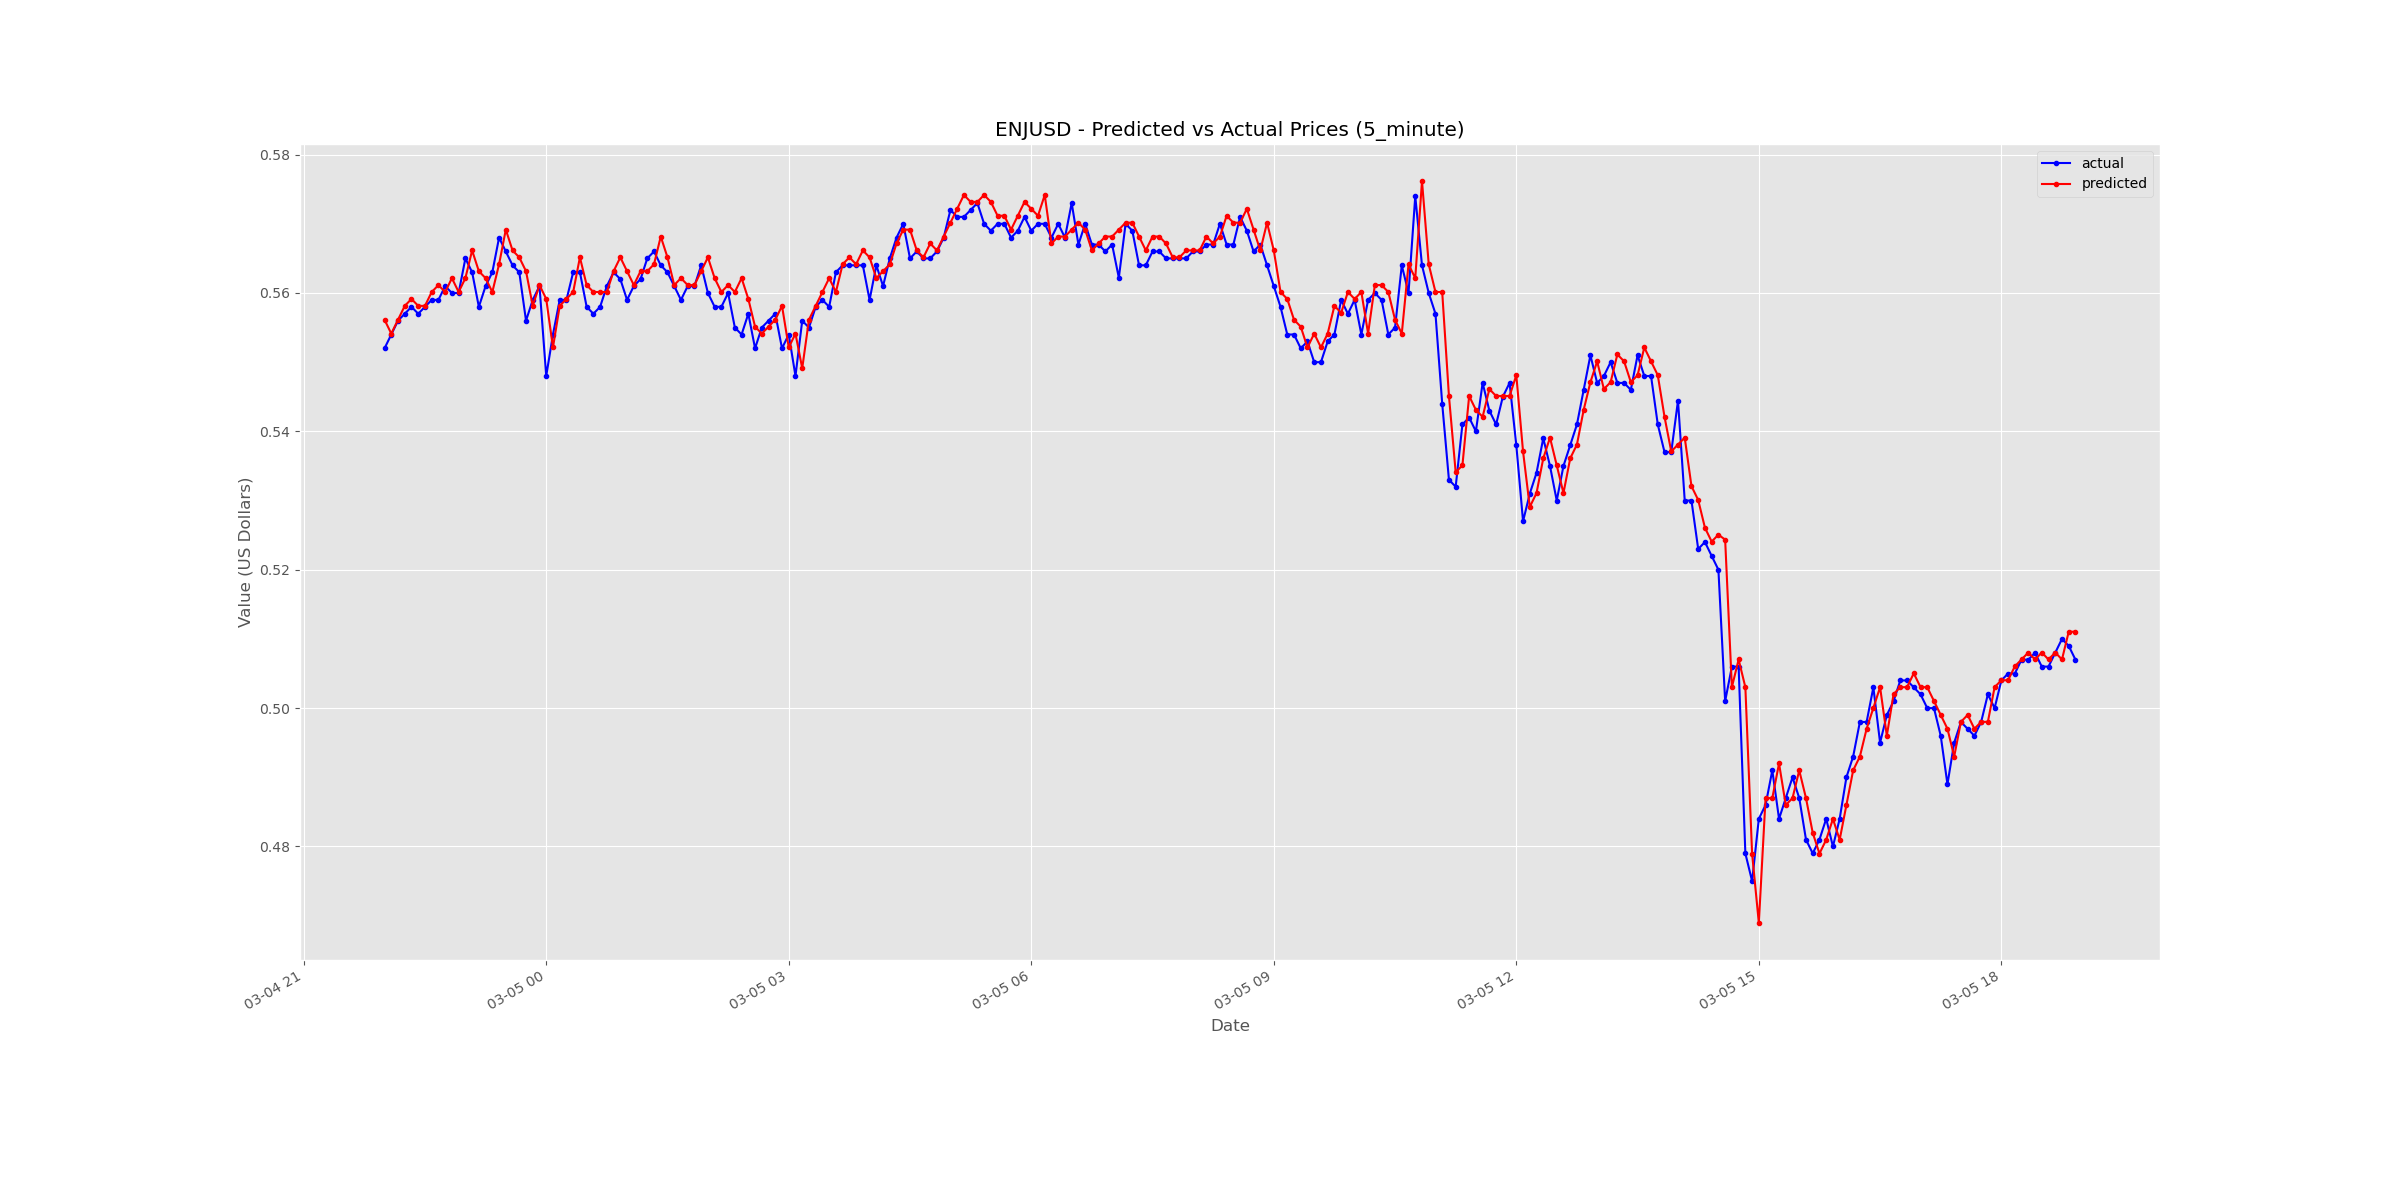 ENJUSD - Predicted vs Actual Prices (5_minute)
actual
predicted
Value (US Dollars)
0.58
0.56
0.54
0.52
0.50
0.48
03-04 21
03-05 00
03-05 03
03-05 06
03-05 09
03-05 12
03-05 15
03-05 18
Date